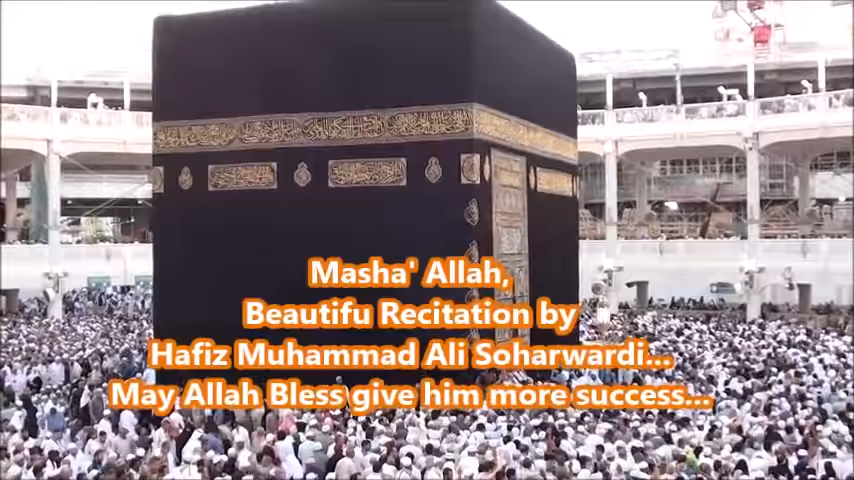 Masha' Allah,
Beautifu Recitation by
Hafiz Muhammad Ali Soharwardi...
May Allah Bless give him more success...